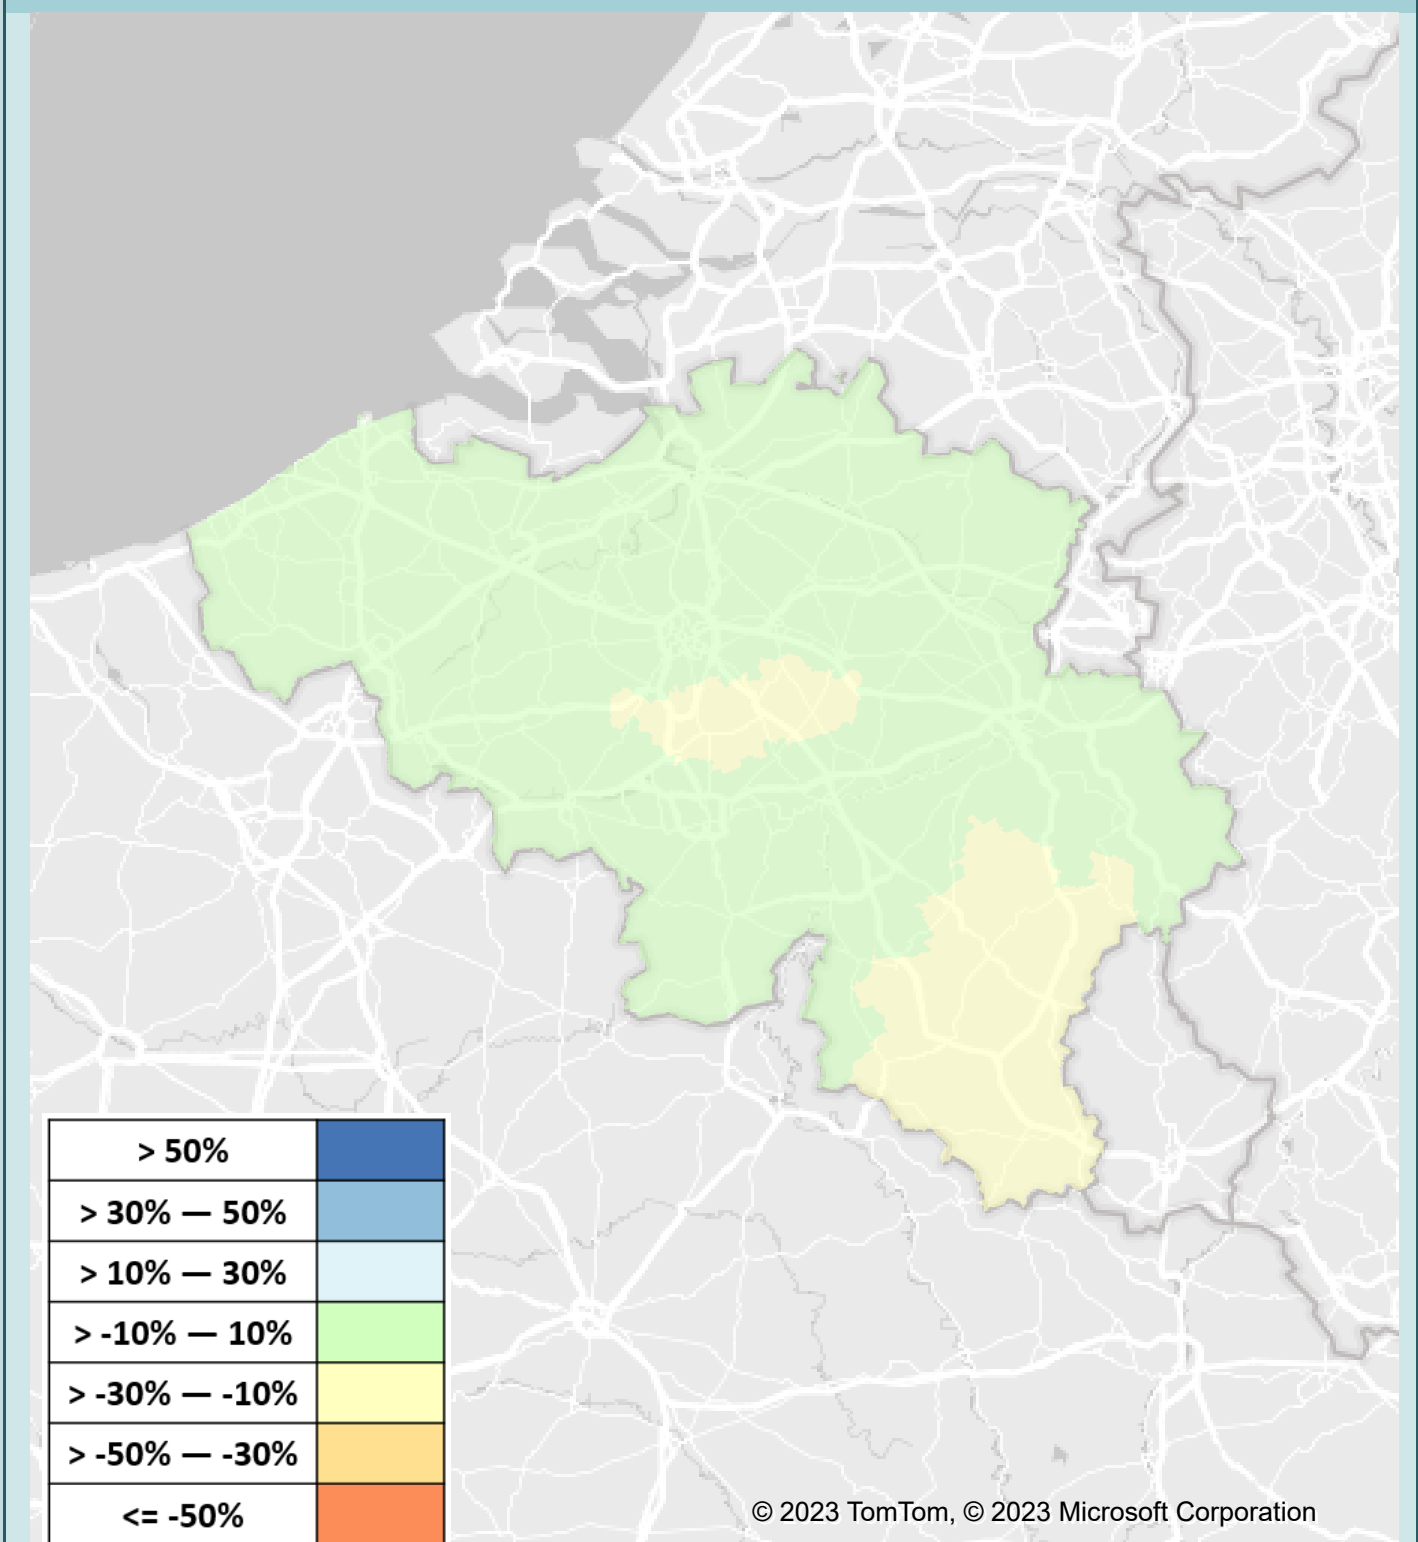 > 50%
> 30% — 50%
> 10% — 30%
> -10% — 10%
> -30% — -10%
> -50% — -30%
<= -50%
© 2023 TomTom, © 2023 Microsoft Corporation